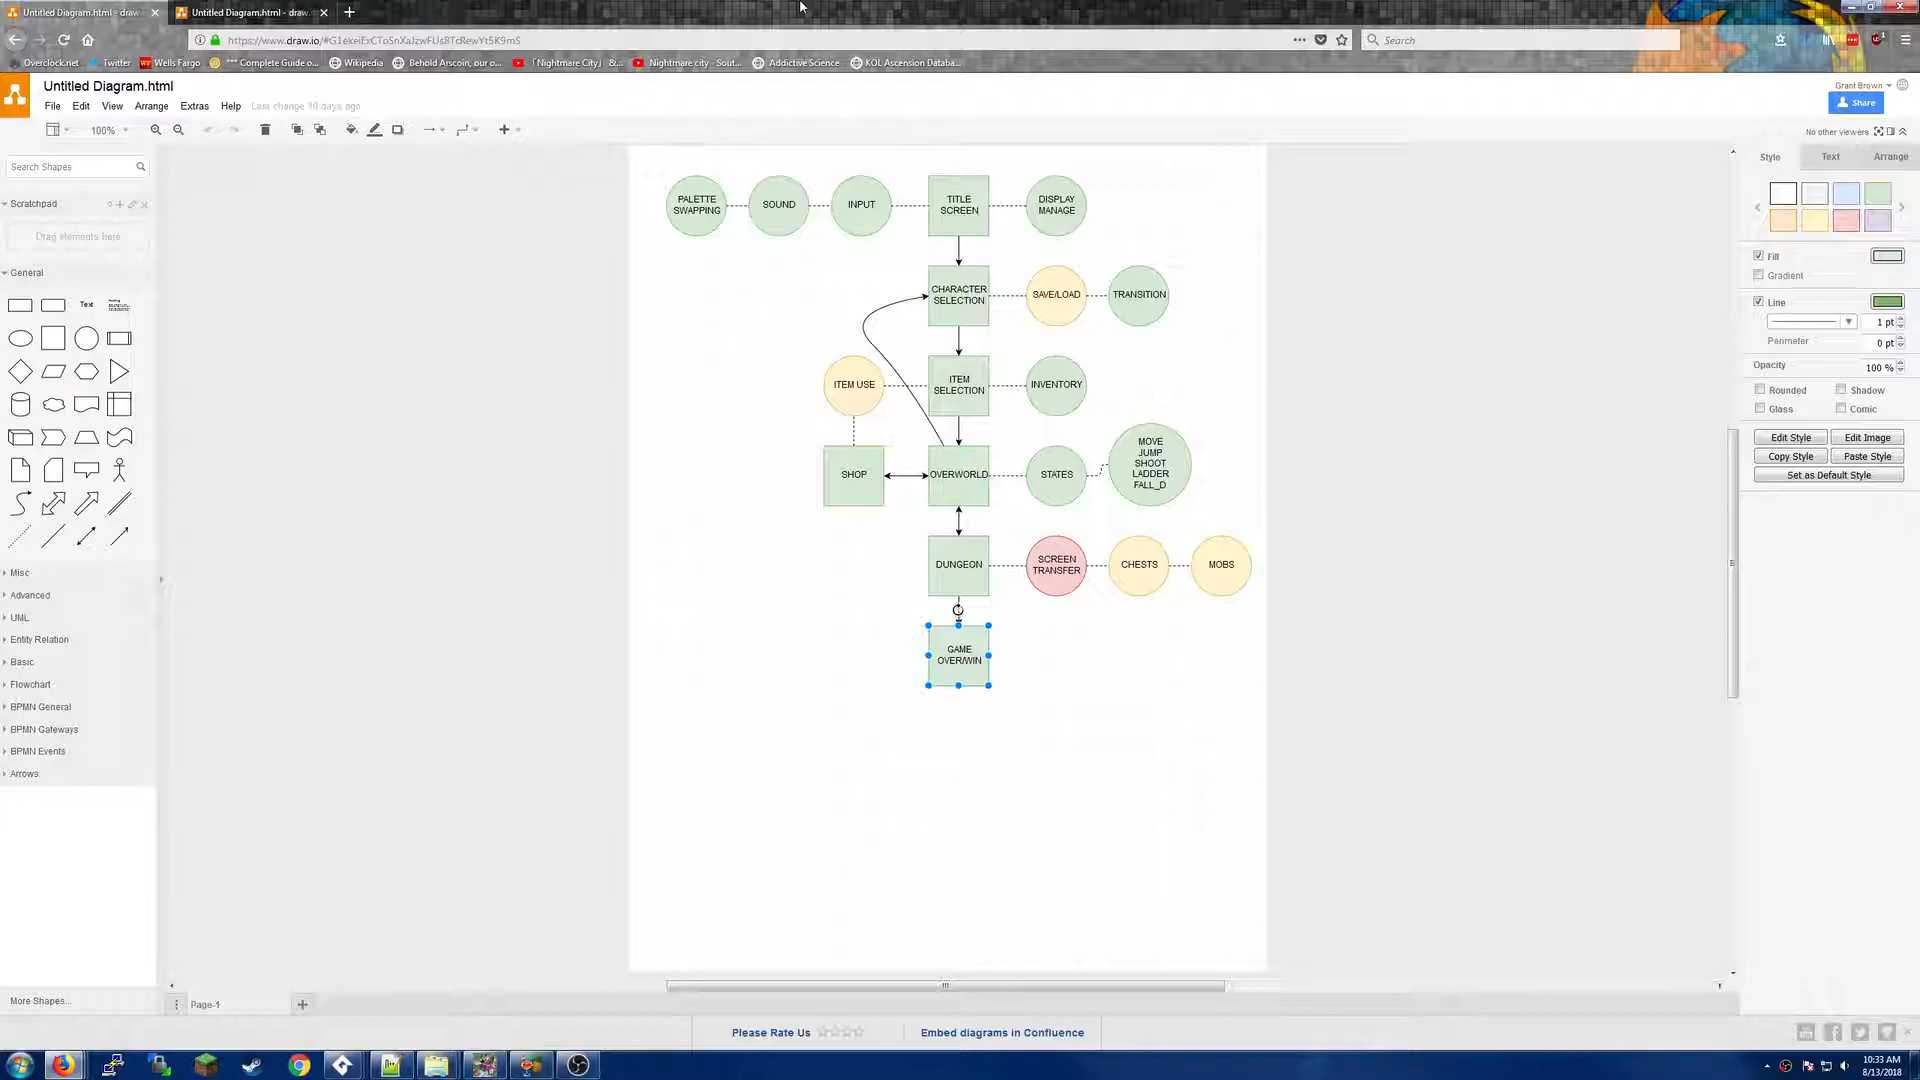 Untitled Diagram.html - draw.
Untitled Diagram.html - draw.
https://www.draw.io/#G1ekeiExCToSnXaJzwFUs8TcRewYt5K9mS
Search
Overclock.net
Twitter
Wells Fargo
*** Complete Guide o...
Wikipedia
Behold Arscoin, our o...
「Nightmare City」 &...
Nightmare city - Sout...
Addictive Science
KOL Ascension Databa...
Untitled Diagram.html
Grant Brown
File Edit View Arrange Extras Help Last change 10 days ago
Share
100%
No other viewers
Search Shapes
Scratchpad
Drag elements here
General
Text
Misc
Advanced
UML
Entity Relation
Basic
Flowchart
BPMN General
BPMN Gateways
BPMN Events
Arrows
More Shapes...
PALETTE
SWAPPING
SOUND
INPUT
TITLE
SCREEN
DISPLAY
MANAGE
CHARACTER
SELECTION
SAVE/LOAD
TRANSITION
ITEM USE
ITEM
SELECTION
INVENTORY
SHOP
OVERWORLD
STATES
MOVE
JUMP
SHOOT
LADDER
FALL_D
DUNGEON
SCREEN
TRANSFER
CHESTS
MOBS
GAME
OVER/WIN
Style Text Arrange
Fill
Gradient
Line
1 pt
Perimeter
0 pt
Opacity
100 %
Rounded
Shadow
Glass
Comic
Edit Style
Edit Image
Copy Style
Paste Style
Set as Default Style
Page-1
Please Rate Us
Embed diagrams in Confluence
10:33 AM
8/13/2018